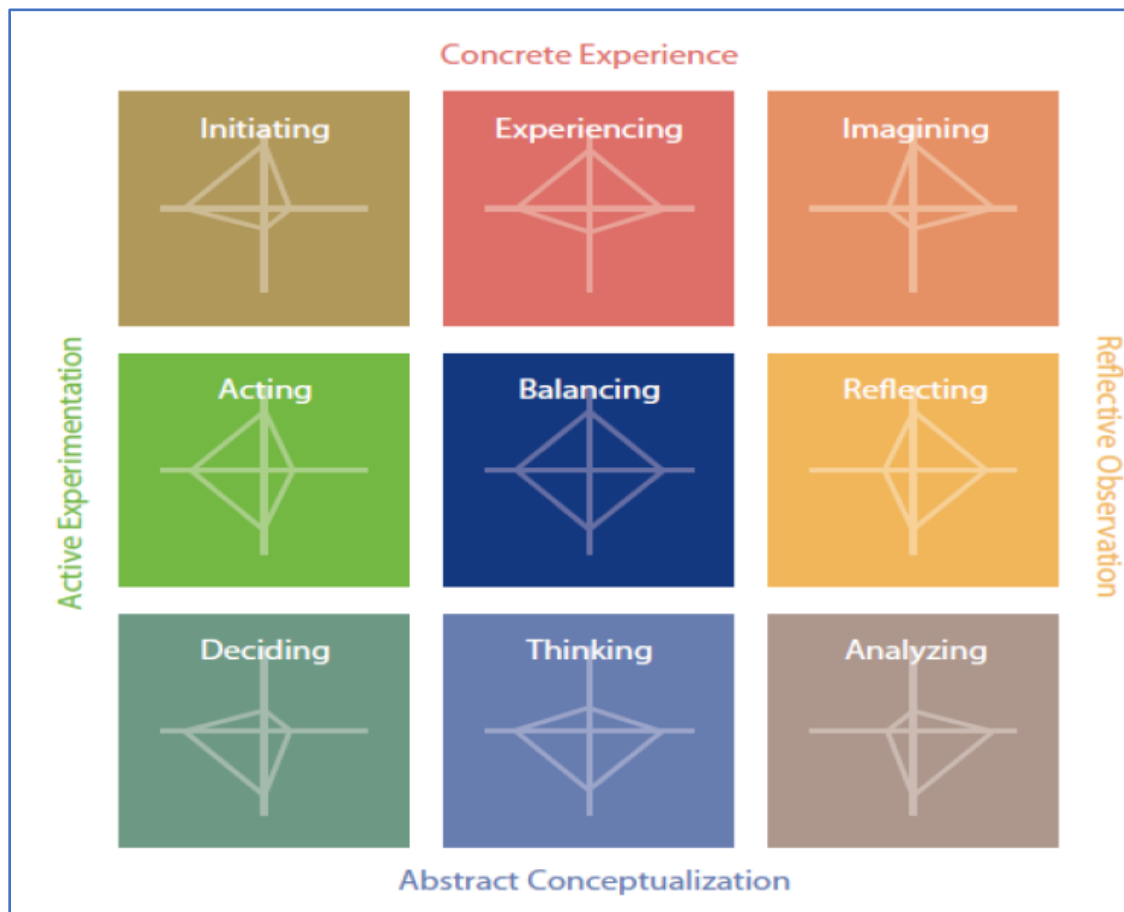 Concrete Experience
Initiating
Experiencing
Imagining
Active Experimentation
Acting
Balancing
Reflecting
Reflective Observation
Deciding
Thinking
Analyzing
Abstract Conceptualization